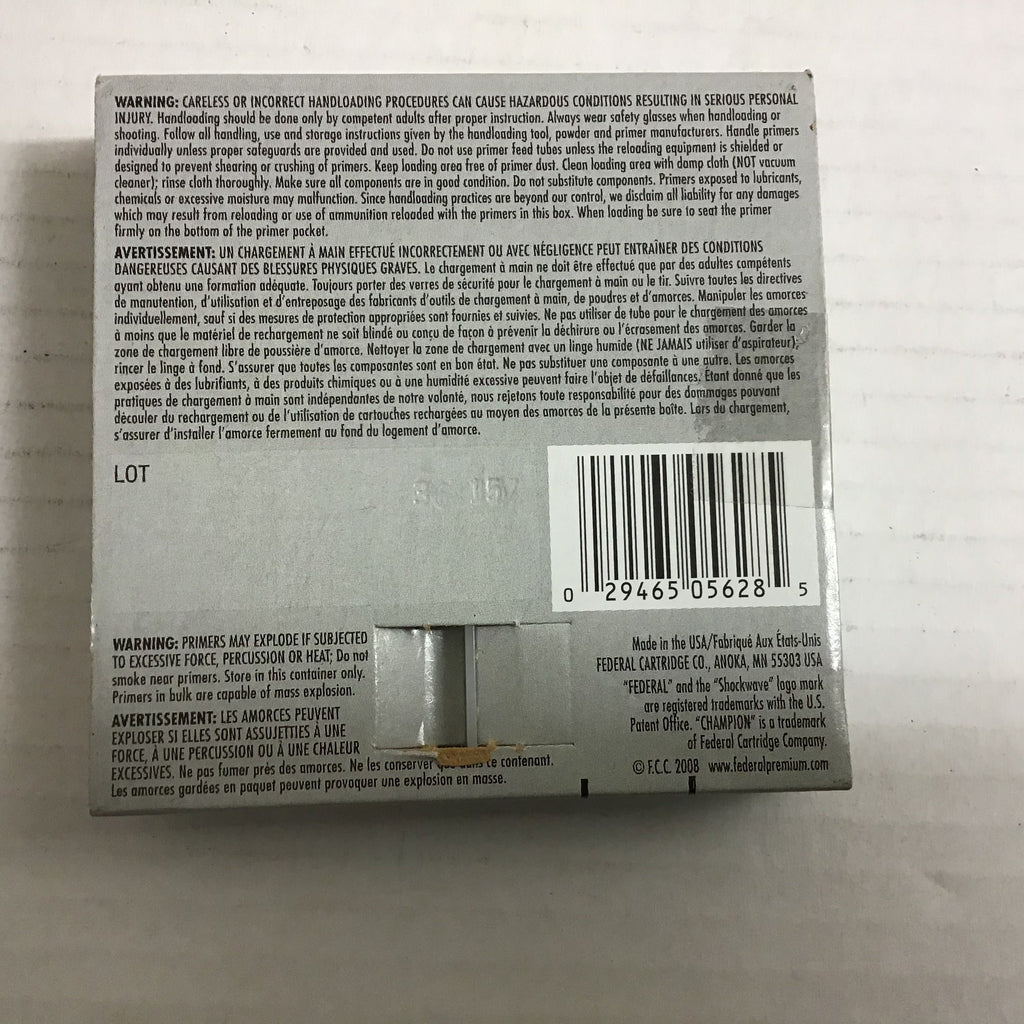 WARNING: CARELESS OR INCORRECT HANDLOADING PROCEDURES CAN CAUSE HAZARDOUS CONDITIONS RESULTING IN SERIOUS PERSONAL
INJURY. Handloading should be done only by competent adults after proper instruction. Always wear safety glasses when handloading or
shooting. Follow all handling, use and storage instructions given by the handloading tool, powder and primer manufacturers. Handle primers
individually unless proper safeguards are provided and used. Do not use primer feed tubes unless the reloading equipment is shielded or
designed to prevent shearing or crushing of primers. Keep loading area free of primer dust. Clean loading area with damp cloth (NOT vacuum
cleaner); rinse cloth thoroughly. Make sure all components are in good condition. Do not substitute components. Primers exposed to lubricants,
chemicals or excessive moisture may malfunction. Since handloading practices are beyond our control, we disclaim all liability for any damages
which may result from reloading or use of ammunition reloaded with the primers in this box. When loading be sure to seat the primer
firmly on the bottom of the primer pocket.
AVERTISSEMENT: UN CHARGEMENT À MAIN EFFECTUÉ INCORRECTEMENT OU AVEC NÉGLIGENCE PEUT ENTRAÎNER DES CONDITIONS
DANGEREUSES CAUSANT DES BLESSURES PHYSIQUES GRAVES. Le chargement à main ne doit être effectué que par des adultes compétents
ayant obtenu une formation adéquate. Toujours porter des verres de sécurité pour le chargement à main ou le tir. Suivre toutes les directives
de manutention, d'utilisation et d'entreposage des fabricants d'outils de chargement à main, de poudres et d'amorces. Manipuler les amorces
individuellement, sauf si des mesures de protection appropriées sont fournies et suivies. Ne pas utiliser de tube pour le chargement des amorces
à moins que le matériel de rechargement ne soit blindé ou conçu de façon à prévenir la déchirure ou l'écrasement des amorces. Garder la
zone de chargement libre de poussière d'amorce. Nettoyer la zone de chargement avec un linge humide (NE JAMAIS utiliser d'aspirateur);
rincer le linge à fond. S'assurer que toutes les composantes sont en bon état. Ne pas substituer une composante à une autre. Les amorces
exposées à des lubrifiants, à des produits chimiques ou à une humidité excessive peuvent faire l'objet de défaillances. Étant donné que les
pratiques de chargement à main sont indépendantes de notre volonté, nous rejetons toute responsabilité pour des dommages pouvant
découler du rechargement ou de l'utilisation de cartouches rechargées au moyen des amorces de la présente boîte. Lors du chargement,
s'assurer d'installer l'amorce fermement au fond du logement d'amorce.
LOT
0 29465 05628 5
WARNING: PRIMERS MAY EXPLODE IF SUBJECTED
TO EXCESSIVE FORCE, PERCUSSION OR HEAT; Do not
smoke near primers. Store in this container only.
Primers in bulk are capable of mass explosion.
AVERTISSEMENT: LES AMORCES PEUVENT
EXPLOSER SI ELLES SONT ASSUJETTIES À UNE
FORCE, À UNE PERCUSSION OU À UNE CHALEUR
EXCESSIVES. Ne pas fumer près des amorces. Ne les conserver que dans ce contenant.
Les amorces gardées en paquet peuvent provoquer une explosion en masse.
Made in the USA/Fabriqué Aux États-Unis
FEDERAL CARTRIDGE CO., ANOKA, MN 55303 USA
"FEDERAL" and the "Shockwave" logo mark
are registered trademarks with the U.S.
Patent Office. "CHAMPION" is a trademark
of Federal Cartridge Company.
© F.C.C. 2008 www.federalpremium.com